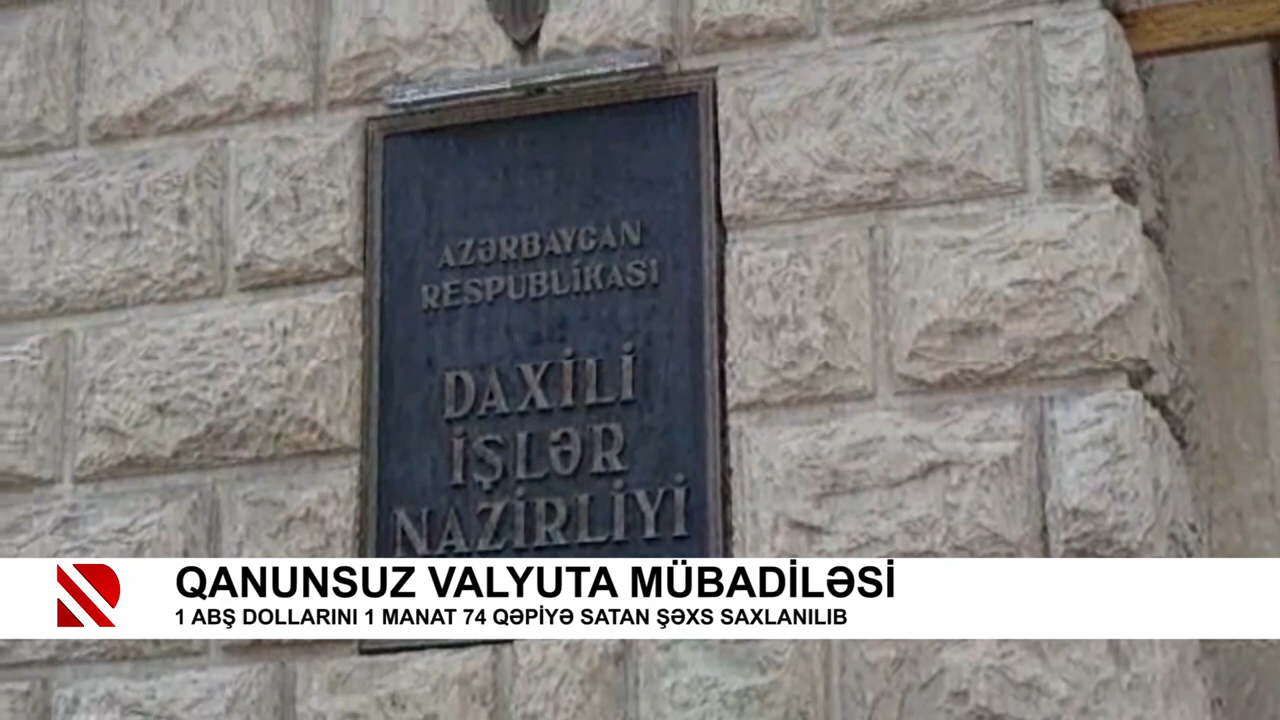 AZƏRBAYCAN
RESPUBLİKASI
DAXİLİ
İŞLƏR
NAZİRLİYİ
QANUNSUZ VALYUTA MÜBADİLƏSİ
1 ABŞ DOLLARINI 1 MANAT 74 QƏPİYƏ SATAN ŞƏXS SAXLANILIB